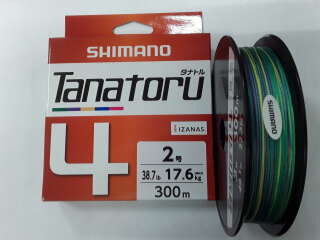 SHIMANO
タナトル
Tanatoru
4
IZANAS
2号
38.7lb 17.6kg
300m
SHIMANO